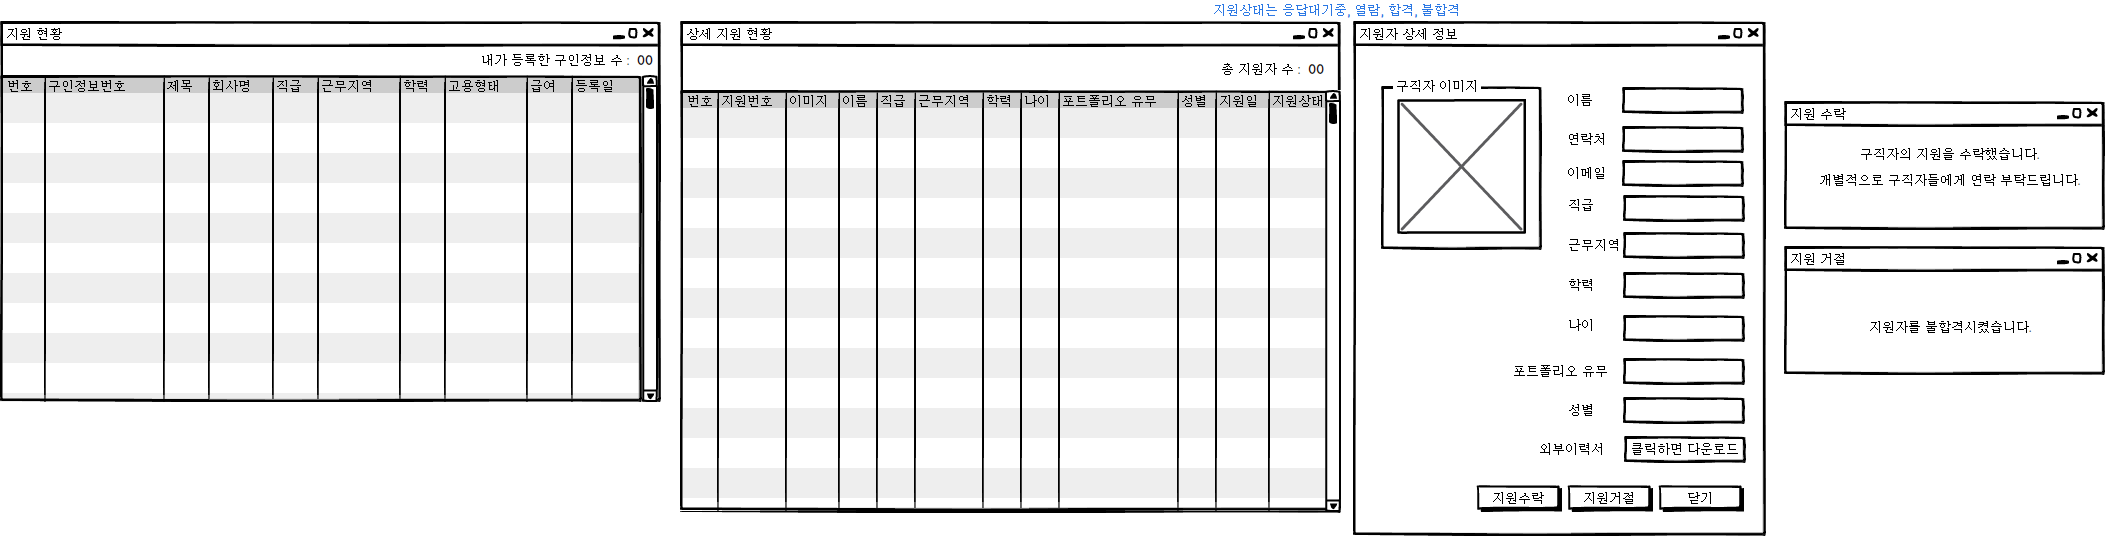 지원상태는 응답대기중, 열람, 합격, 불합격
지원 현황
내가 등록한 구인정보 수 : 00
번호 구인정보번호 제목 회사명 직급 근무지역 학력 고용형태 급여 등록일
상세 지원 현황
총 지원자 수 : 00
번호 지원번호 이미지 이름 직급 근무지역 학력 나이 포트폴리오 유무 성별 지원일 지원상태
지원자 상세 정보
구직자 이미지
이름
연락처
이메일
직급
근무지역
학력
나이
포트폴리오 유무
성별
외부이력서 클릭하면 다운로드
지원수락 지원거절 닫기
지원 수락
구직자의 지원을 수락했습니다.
개별적으로 구직자들에게 연락 부탁드립니다.
지원 거절
지원자를 불합격시켰습니다.